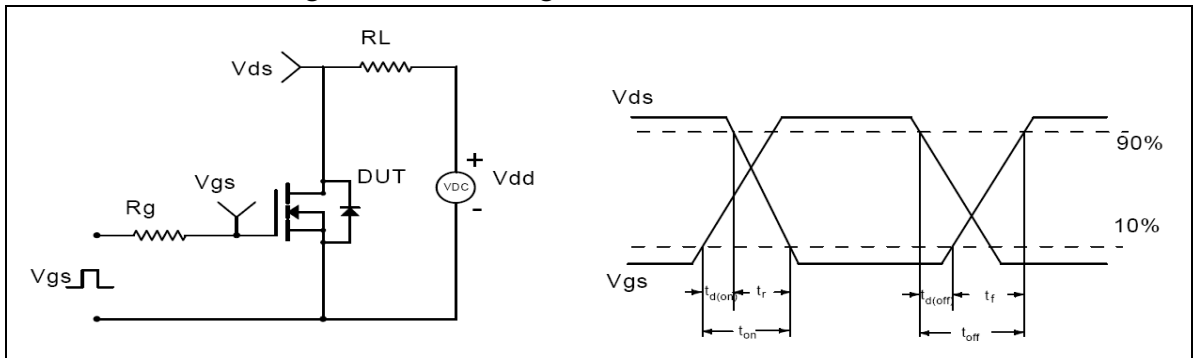 RL
Vds
Vgs
DUT
+
Vdd
VDC
-
Rg
Vgs
Vds
90%
10%
Vgs
td(on)
tr
ton
td(off)
tf
toff